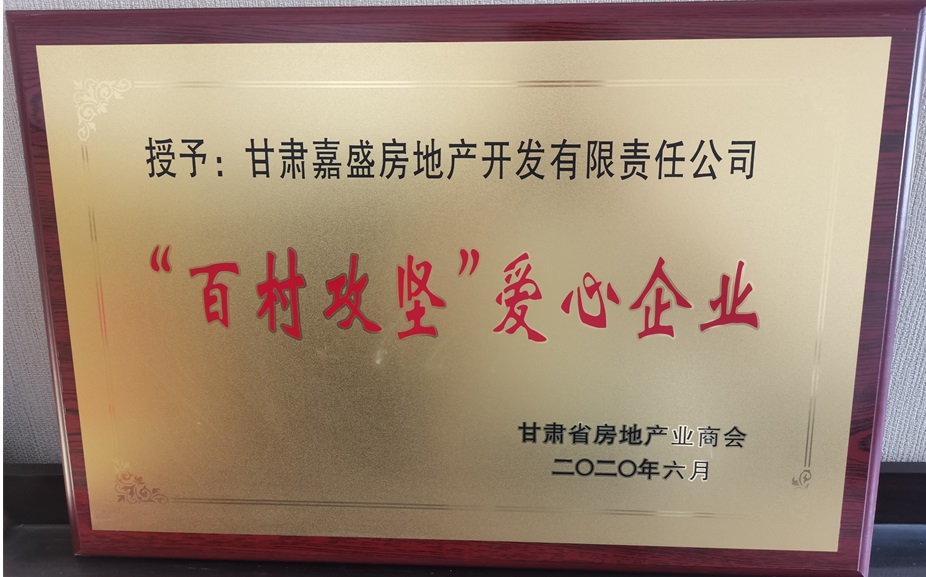 授予：甘肃嘉盛房地产开发有限责任公司
“百村攻坚”爱心企业
甘肃省房地产业商会
二〇二〇年六月